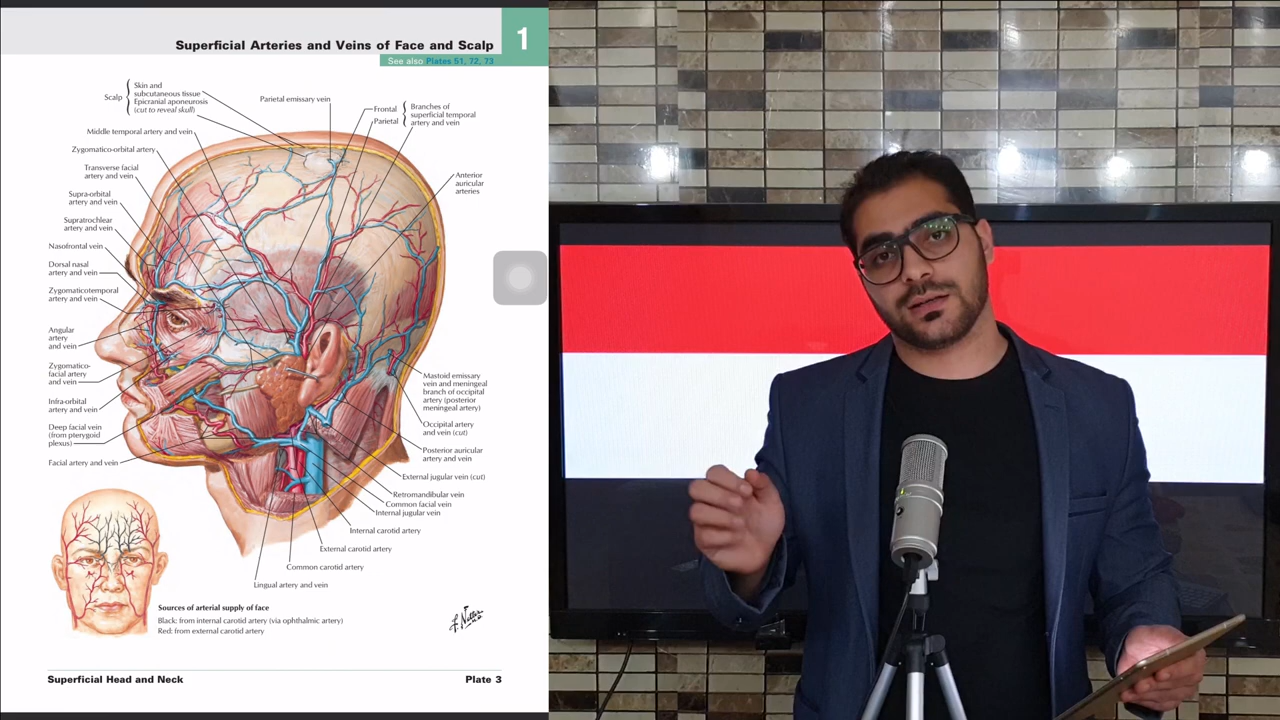 1
Superficial Arteries and Veins of Face and Scalp
See also Plates 51, 72, 73
Scalp
Skin and
subcutaneous tissue
Epicranial aponeurosis
(cut to reveal skull)
Parietal emissary vein
Frontal
Parietal
Branches of
superficial temporal
artery and vein
Middle temporal artery and vein
Zygomatico-orbital artery
Transverse facial
artery and vein
Supra-orbital
artery and vein
Supratrochlear
artery and vein
Nasofrontal vein
Dorsal nasal
artery and vein
Zygomaticotemporal
artery and vein
Angular
artery
and vein
Zygomatico-
facial artery
and vein
Infra-orbital
artery and vein
Deep facial vein
(from pterygoid
plexus)
Facial artery and vein
Anterior
auricular
arteries
Mastoid emissary
vein and meningeal
branch of occipital
artery (posterior
meningeal artery)
Occipital artery
and vein (cut)
Posterior auricular
artery and vein
External jugular vein (cut)
Retromandibular vein
Common facial vein
Internal jugular vein
Internal carotid artery
External carotid artery
Common carotid artery
Lingual artery and vein
Sources of arterial supply of face
Black: from internal carotid artery (via ophthalmic artery)
Red: from external carotid artery
F. Netter
Superficial Head and Neck
Plate 3